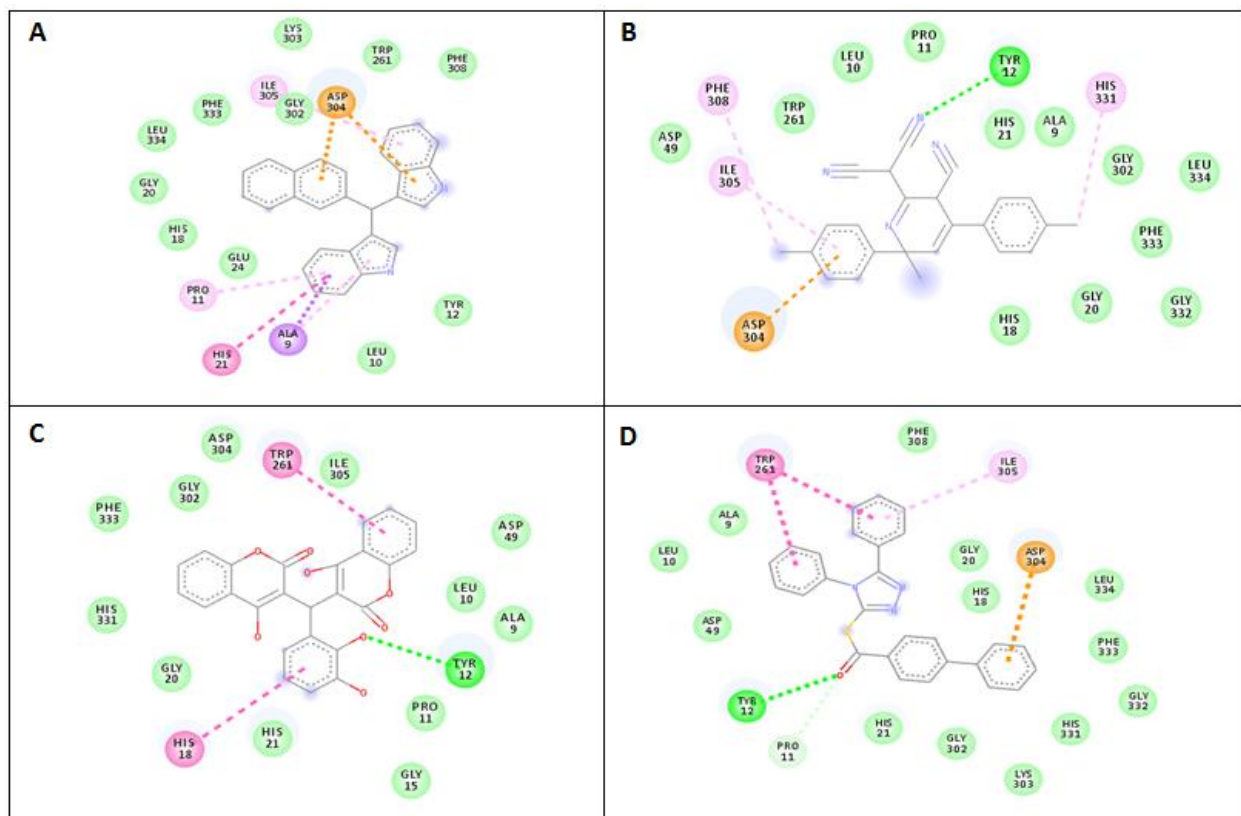 A
LYS
303
TRP
261
PHE
308
ILE
305
GLY
302
ASP
304
PHE
333
LEU
334
GLY
20
HIS
18
GLU
24
PRO
11
N
N
TYR
12
ALA
9
HIS
21
LEU
10
B
PRO
11
LEU
10
TYR
12
PHE
308
HIS
331
TRP
261
ASP
49
HIS
21
ALA
9
N
N
N
GLY
302
LEU
334
ILE
305
N
PHE
333
ASP
304
HIS
18
GLY
20
GLY
332
C
ASP
304
TRP
261
ILE
305
GLY
302
PHE
333
ASP
49
O
O
O
O
O
LEU
10
ALA
9
HIS
331
O
O
TYR
12
GLY
20
O
PRO
11
HIS
18
HIS
21
GLY
15
D
PHE
308
TRP
261
ILE
305
ALA
9
LEU
10
GLY
20
ASP
304
HIS
18
LEU
334
N
N
N
ASP
49
S
PHE
333
O
TYR
12
GLY
332
PRO
11
HIS
21
GLY
302
HIS
331
LYS
303